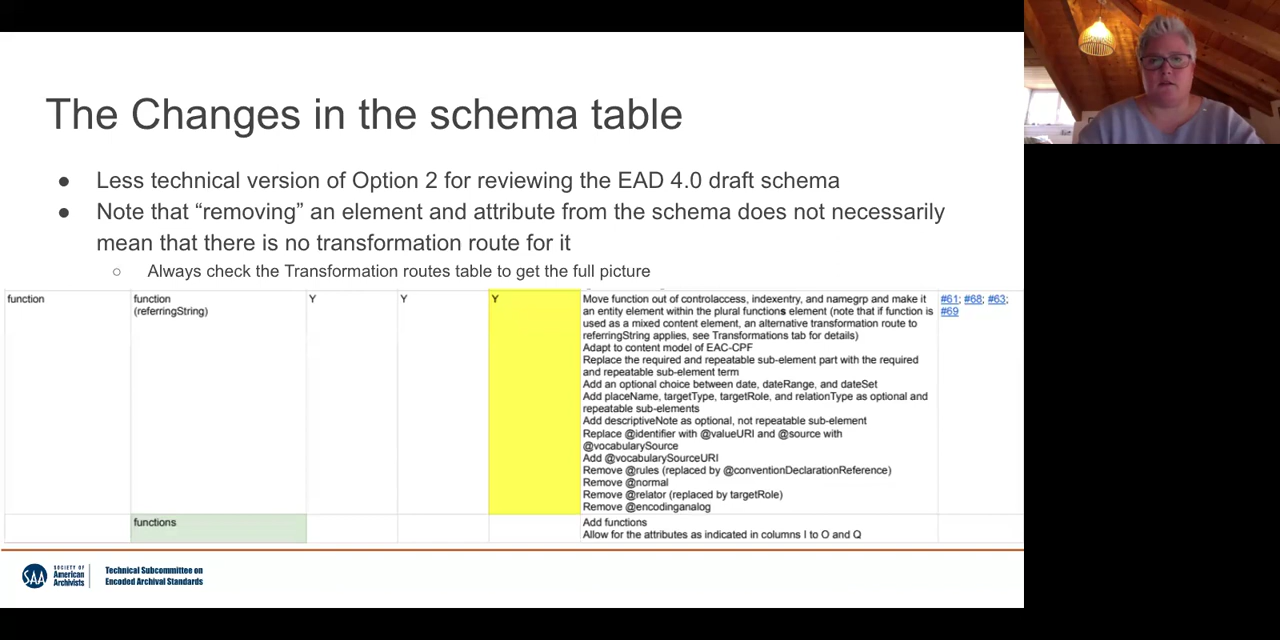 The Changes in the schema table
● Less technical version of Option 2 for reviewing the EAD 4.0 draft schema
● Note that “removing” an element and attribute from the schema does not necessarily
mean that there is no transformation route for it
○ Always check the Transformation routes table to get the full picture
function
function
(referringString)
Y
Y
Y
Move function out of controlaccess, indexentry, and namegrp and make it
an entity element within the plural functions element (note that if function is
used as a mixed content element, an alternative transformation route to
referringString applies, see Transformations tab for details)
Adapt to content model of EAC-CPF
Replace the required and repeatable sub-element part with the required
and repeatable sub-element term
Add an optional choice between date, dateRange, and dateSet
Add placeName, targetType, targetRole, and relationType as optional and
repeatable sub-elements
Add descriptiveNote as optional, not repeatable sub-element
Replace @identifier with @valueURI and @source with
@vocabularySource
Add @vocabularySourceURI
Remove @rules (replaced by @conventionDeclarationReference)
Remove @normal
Remove @relator (replaced by targetRole)
Remove @encodinganalog
#61; #68; #63;
#69
functions
Add functions
Allow for the attributes as indicated in columns I to O and Q
SAA
SOCIETY OF
American
Archivists
Technical Subcommittee on
Encoded Archival Standards